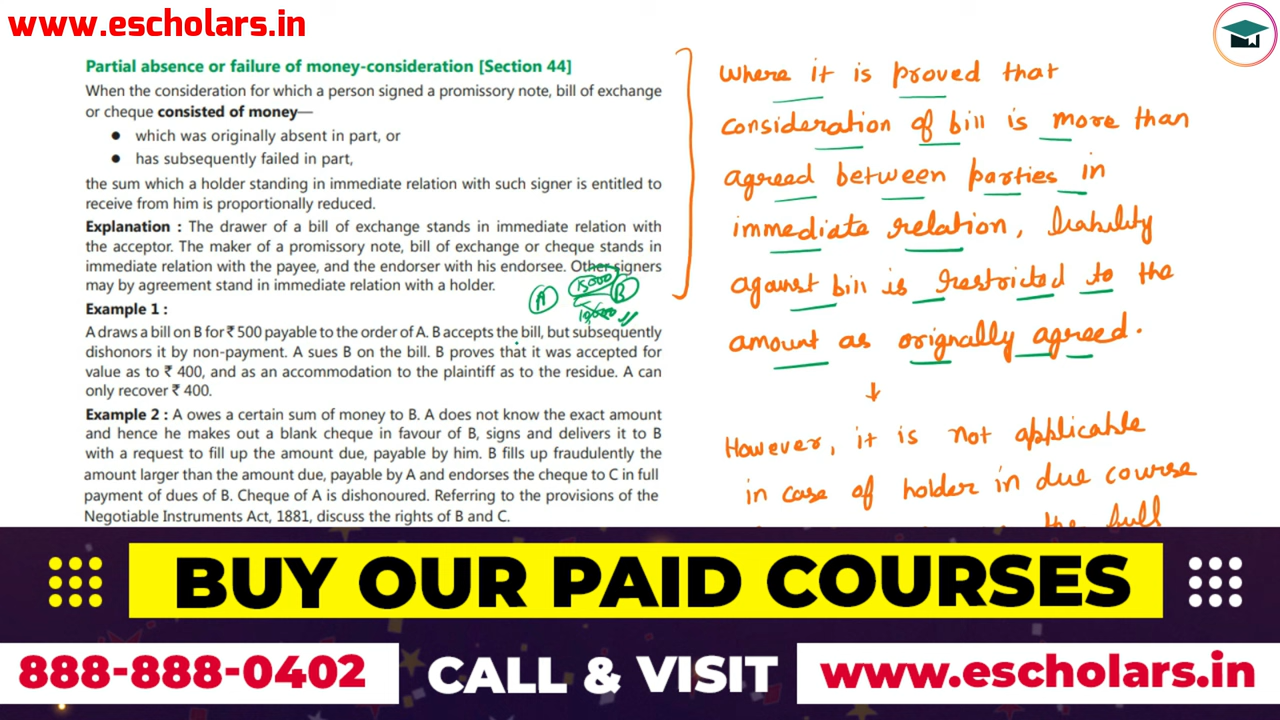 www.escholars.in
Partial absence or failure of money-consideration [Section 44]
When the consideration for which a person signed a promissory note, bill of exchange
or cheque consisted of money—
● which was originally absent in part, or
● has subsequently failed in part,
the sum which a holder standing in immediate relation with such signer is entitled to
receive from him is proportionally reduced.
Explanation : The drawer of a bill of exchange stands in immediate relation with
the acceptor. The maker of a promissory note, bill of exchange or cheque stands in
immediate relation with the payee, and the endorser with his endorsee. Other signers
may by agreement stand in immediate relation with a holder.
A B
Example 1 :
A draws a bill on B for ₹ 500 payable to the order of A. B accepts the bill, but subsequently
dishonors it by non-payment. A sues B on the bill. B proves that it was accepted for
value as to ₹ 400, and as an accommodation to the plaintiff as to the residue. A can
only recover ₹ 400.
Example 2 : A owes a certain sum of money to B. A does not know the exact amount
and hence he makes out a blank cheque in favour of B, signs and delivers it to B
with a request to fill up the amount due, payable by him. B fills up fraudulently the
amount larger than the amount due, payable by A and endorses the cheque to C in full
payment of dues of B. Cheque of A is dishonoured. Referring to the provisions of the
Negotiable Instruments Act, 1881, discuss the rights of B and C.
Where it is proved that
consideration of bill is more than
agreed between parties in
immediate relation, liability
against bill is restricted to the
amount as orignally agreed.
However, it is not applicable
in case of holder in due course
the full
BUY OUR PAID COURSES
888-888-0402
CALL & VISIT
www.escholars.in